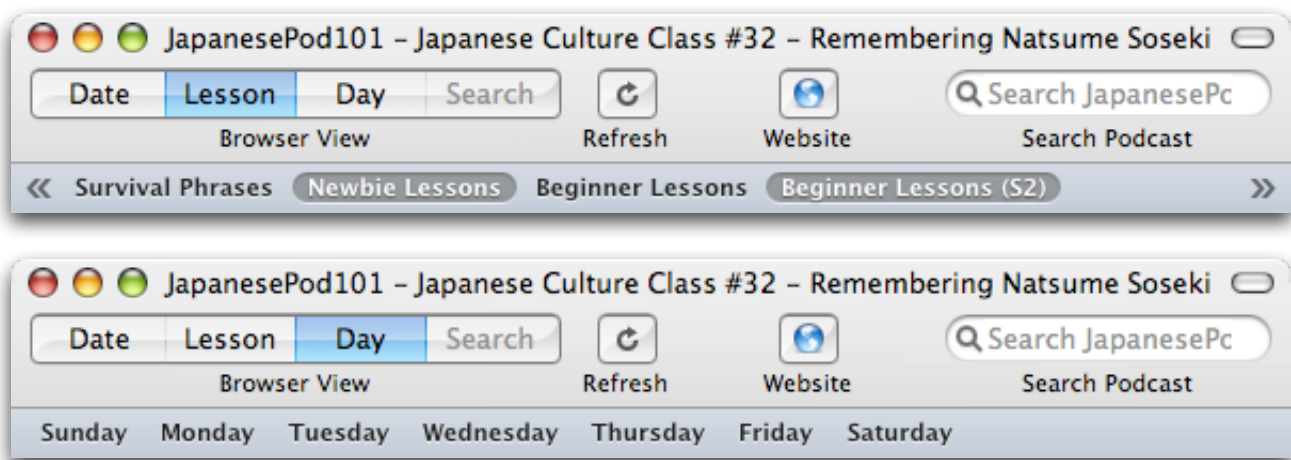 JapanesePod101 – Japanese Culture Class #32 – Remembering Natsume Soseki
Date Lesson Day Search Search JapanesePc
Browser View Refresh Website Search Podcast
« Survival Phrases Newbie Lessons Beginner Lessons Beginner Lessons (S2) »
JapanesePod101 – Japanese Culture Class #32 – Remembering Natsume Soseki
Date Lesson Day Search Search JapanesePc
Browser View Refresh Website Search Podcast
Sunday Monday Tuesday Wednesday Thursday Friday Saturday